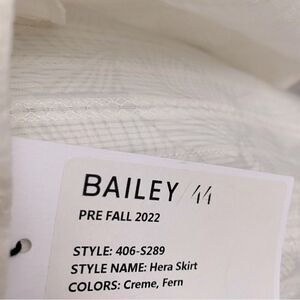 BAILEY/44
PRE FALL 2022
STYLE: 406-S289
STYLE NAME: Hera Skirt
COLORS: Creme, Fern